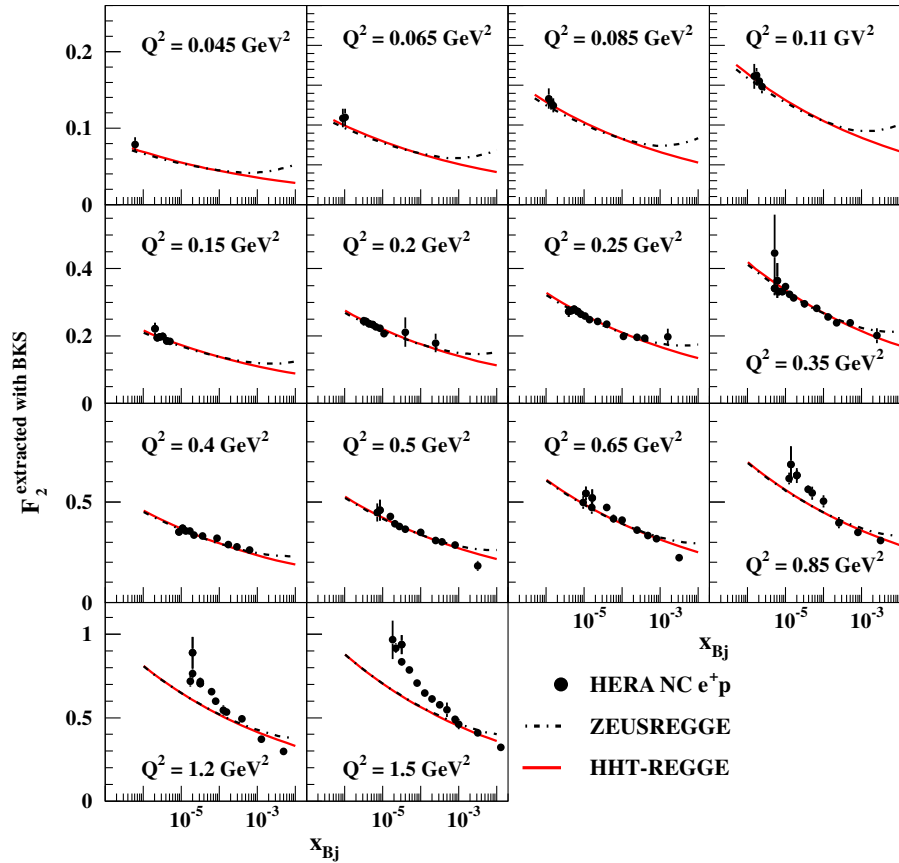 Q² = 0.045 GeV²
Q² = 0.065 GeV²
Q² = 0.085 GeV²
Q² = 0.11 GV²
0.2
0.1
0
Q² = 0.15 GeV²
Q² = 0.2 GeV²
Q² = 0.25 GeV²
Q² = 0.35 GeV²
0.4
0.2
0
Q² = 0.4 GeV²
Q² = 0.5 GeV²
Q² = 0.65 GeV²
Q² = 0.85 GeV²
0.5
0
Q² = 1.2 GeV²
Q² = 1.5 GeV²
1
0.5
0
F₂ extracted with BKS
10⁻⁵ 10⁻³
10⁻⁵ 10⁻³
x_Bj
HERA NC e⁺p
ZEUSREGGE
HHT-REGGE
10⁻⁵ 10⁻³
10⁻⁵ 10⁻³
x_Bj